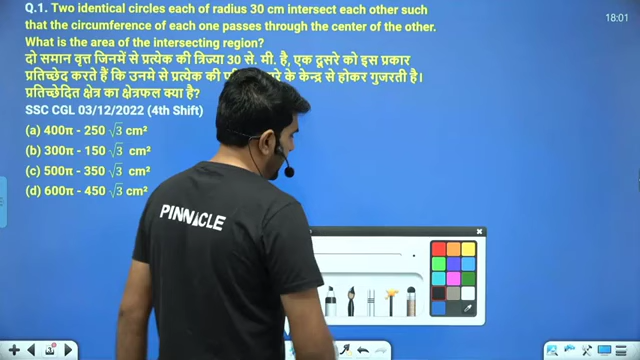 Q.1. Two identical circles each of radius 30 cm intersect each other such
that the circumference of each one passes through the center of the other.
What is the area of the intersecting region?
दो समान वृत्त जिनमें से प्रत्येक की त्रिज्या 30 से. मी. है, एक दूसरे को इस प्रकार
प्रतिच्छेद करते हैं कि उनमे से प्रत्येक की के केन्द्र से होकर गुजरती है।
प्रतिच्छेदित क्षेत्र का क्षेत्रफल क्या है?
SSC CGL 03/12/2022 (4th Shift)
(a) 400π - 250 √3 cm²
(b) 300π - 150 √3 cm²
(c) 500π - 350 √3 cm²
(d) 600π - 450 √3 cm²
18:01
PINNACLE